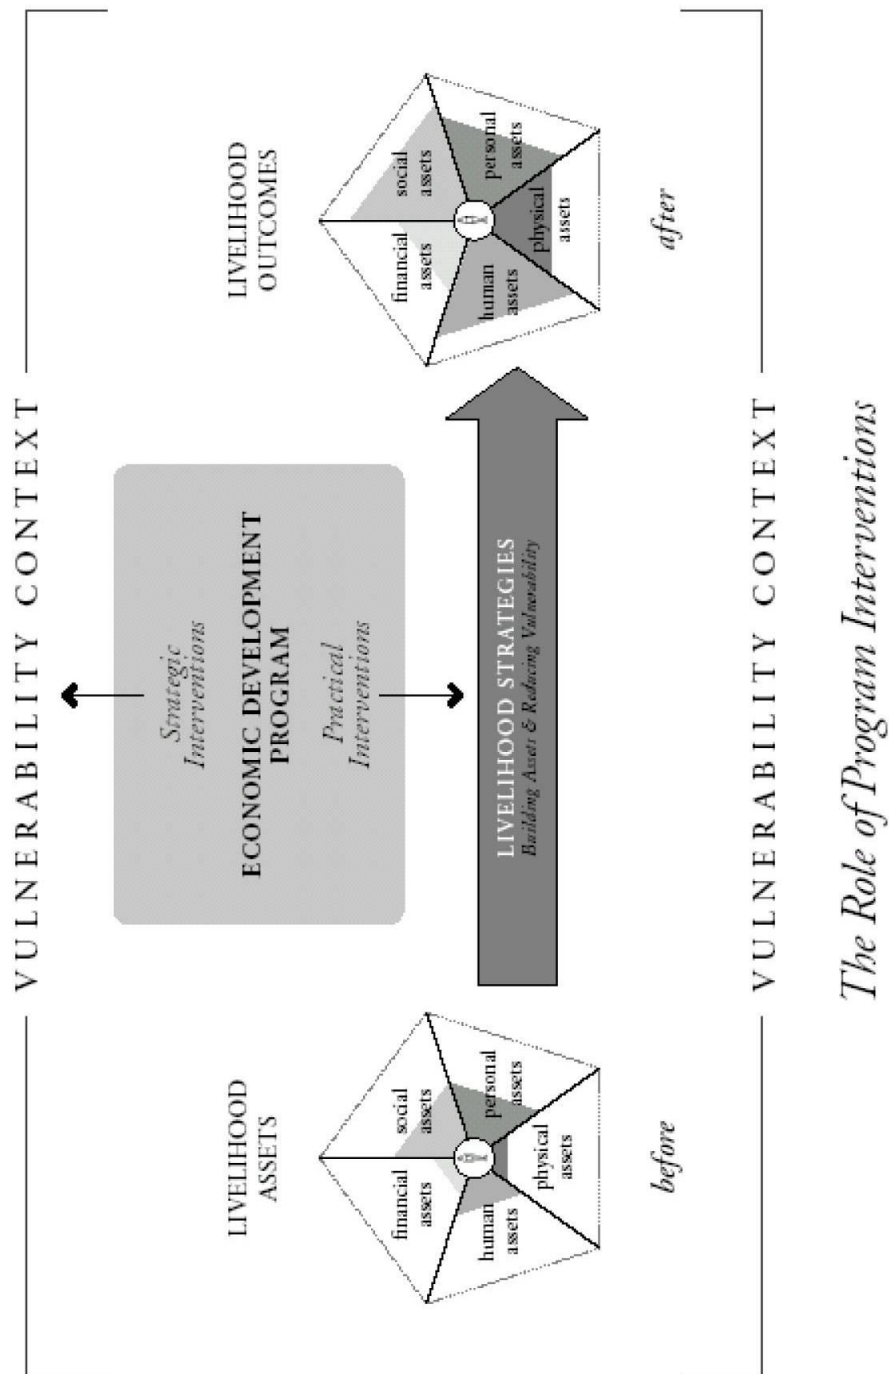 VULNERABILITY CONTEXT
LIVELIHOOD
ASSETS
financial
assets
social
assets
human
assets
personal
assets
physical
assets
before
Strategic
Interventions
ECONOMIC DEVELOPMENT
PROGRAM
Practical
Interventions
LIVELIHOOD STRATEGIES
Building Assets & Reducing Vulnerability
LIVELIHOOD
OUTCOMES
financial
assets
social
assets
human
assets
personal
assets
physical
assets
after
VULNERABILITY CONTEXT
The Role of Program Interventions